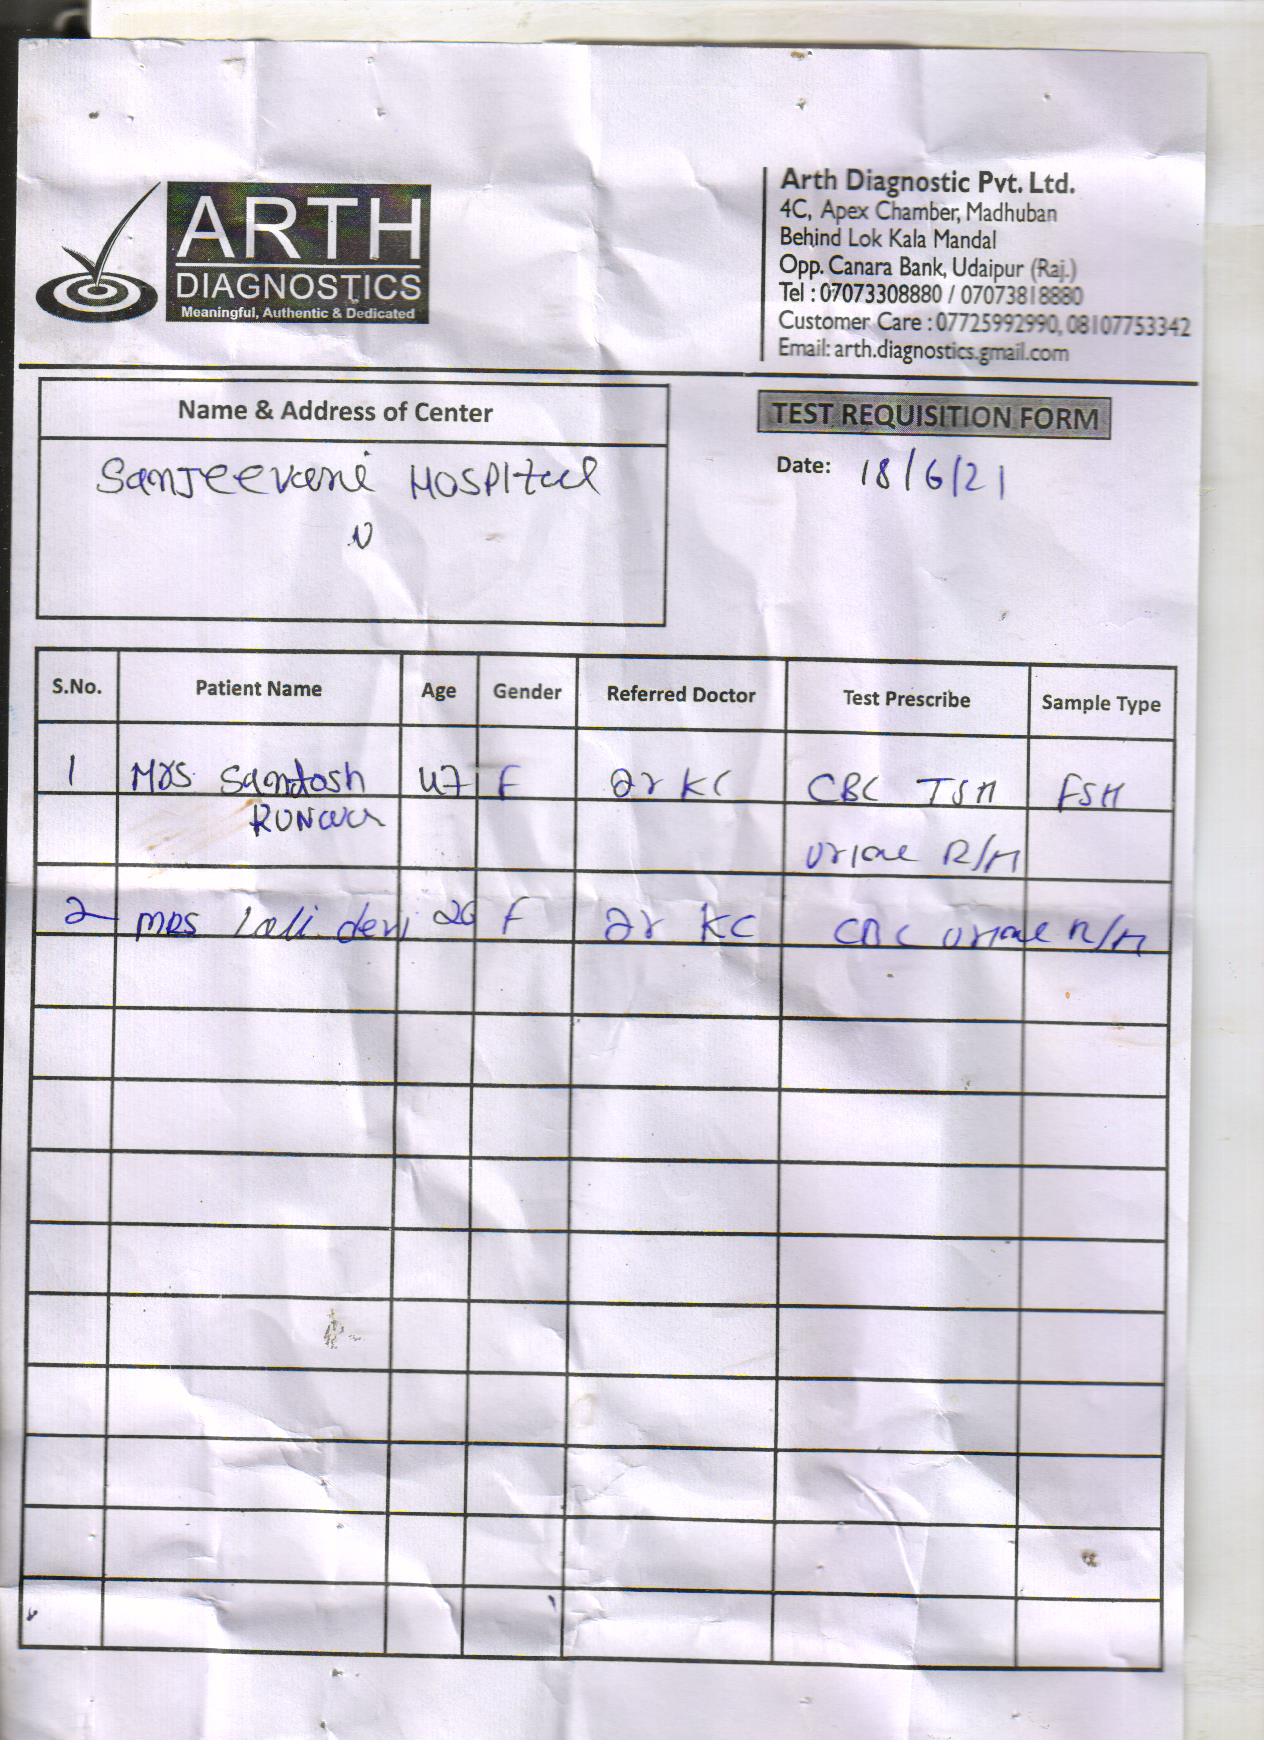 ARTH
DIAGNOSTICS
Meaningful, Authentic & Dedicated
Arth Diagnostic Pvt. Ltd.
4C, Apex Chamber, Madhuban
Behind Lok Kala Mandal
Opp. Canara Bank, Udaipur (Raj.)
Tel : 07073308880 / 07073818880
Customer Care : 07725992990, 08107753342
Email: arth.diagnostics.gmail.com
Name & Address of Center
SanJeevani HOSPItal
TEST REQUISITION FORM
Date: 18/6/21
S.No. Patient Name Age Gender Referred Doctor Test Prescribe Sample Type
1 Mrs Santosh 47 F Dr KC CBC TSH FSH
urine R/M
2 MRS Lali devi 26 F Dr KC CBC urine R/M